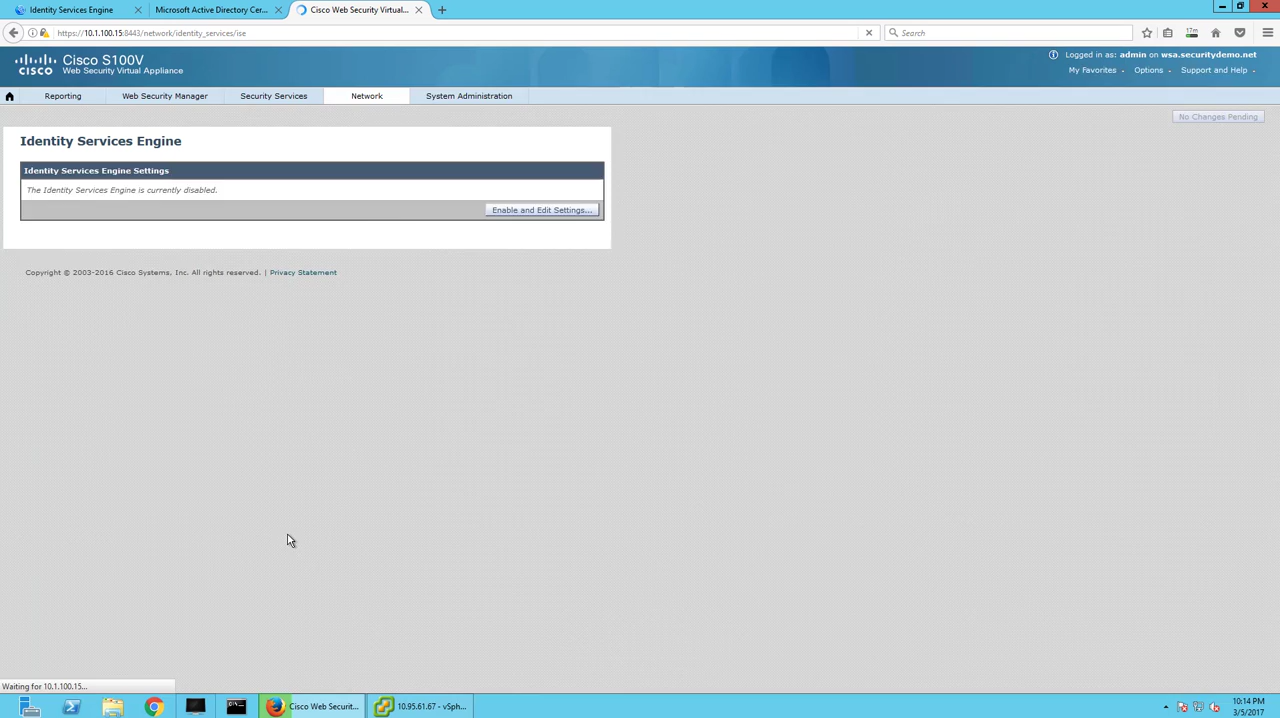 Identity Services Engine
Microsoft Active Directory Cer...
Cisco Web Security Virtual...
https://10.1.100.15:8443/network/identity_services/ise
Search
17m
cisco
Cisco S100V
Web Security Virtual Appliance
Logged in as: admin on wsa.securitydemo.net
My Favorites
Options
Support and Help
Reporting
Web Security Manager
Security Services
Network
System Administration
No Changes Pending
Identity Services Engine
Identity Services Engine Settings
The Identity Services Engine is currently disabled.
Enable and Edit Settings...
Copyright © 2003-2016 Cisco Systems, Inc. All rights reserved. | Privacy Statement
Waiting for 10.1.100.15...
Cisco Web Securit...
10.95.61.67 - vSph...
10:14 PM
3/5/2017